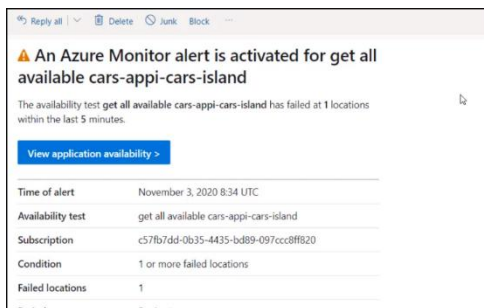 Reply all Delete Junk Block ...
An Azure Monitor alert is activated for get all
available cars-appi-cars-island
The availability test get all available cars-appi-cars-island has failed at 1 locations
within the last 5 minutes.
View application availability >
Time of alert November 3, 2020 8:34 UTC
Availability test get all available cars-appi-cars-island
Subscription c57fb7dd-0b35-4435-bd89-097ccc8ff820
Condition 1 or more failed locations
Failed locations 1